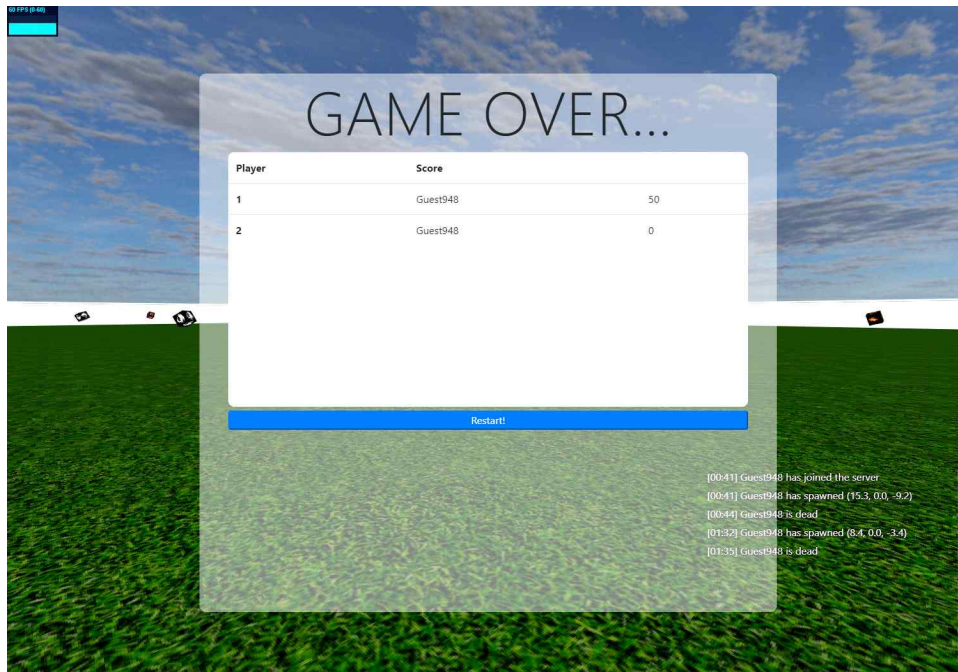 60 FPS (0-60)
GAME OVER...
Player Score
1 Guest948 50
2 Guest948 0
Restart!
[00:41] Guest948 has joined the server
[00:41] Guest948 has spawned (15.3, 0.0, -9.2)
[00:44] Guest948 is dead
[01:32] Guest948 has spawned (8.4, 0.0, -3.4)
[01:35] Guest948 is dead